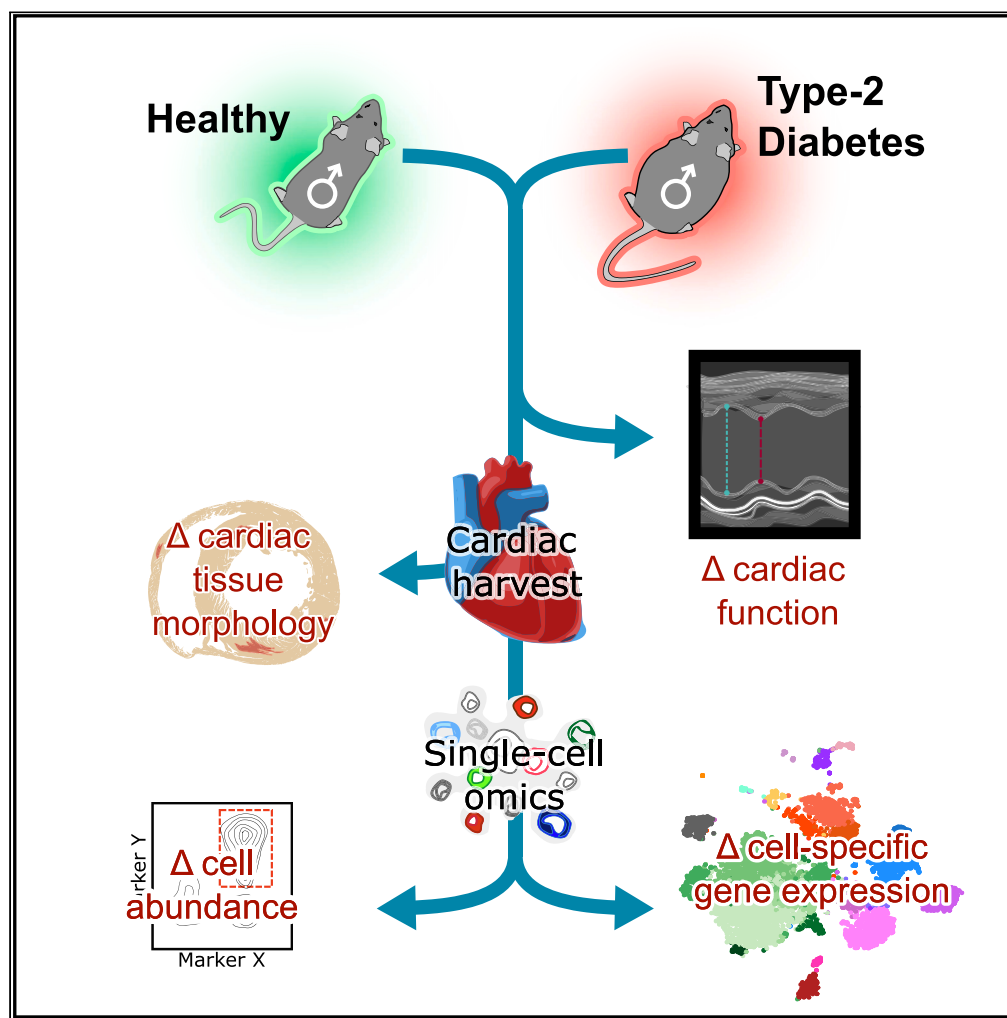 Healthy
Type-2
Diabetes
♂
♂
Cardiac
harvest
Δ cardiac
tissue
morphology
Δ cardiac
function
Single-cell
omics
Marker Y
Δ cell
abundance
Marker X
Δ cell-specific
gene expression